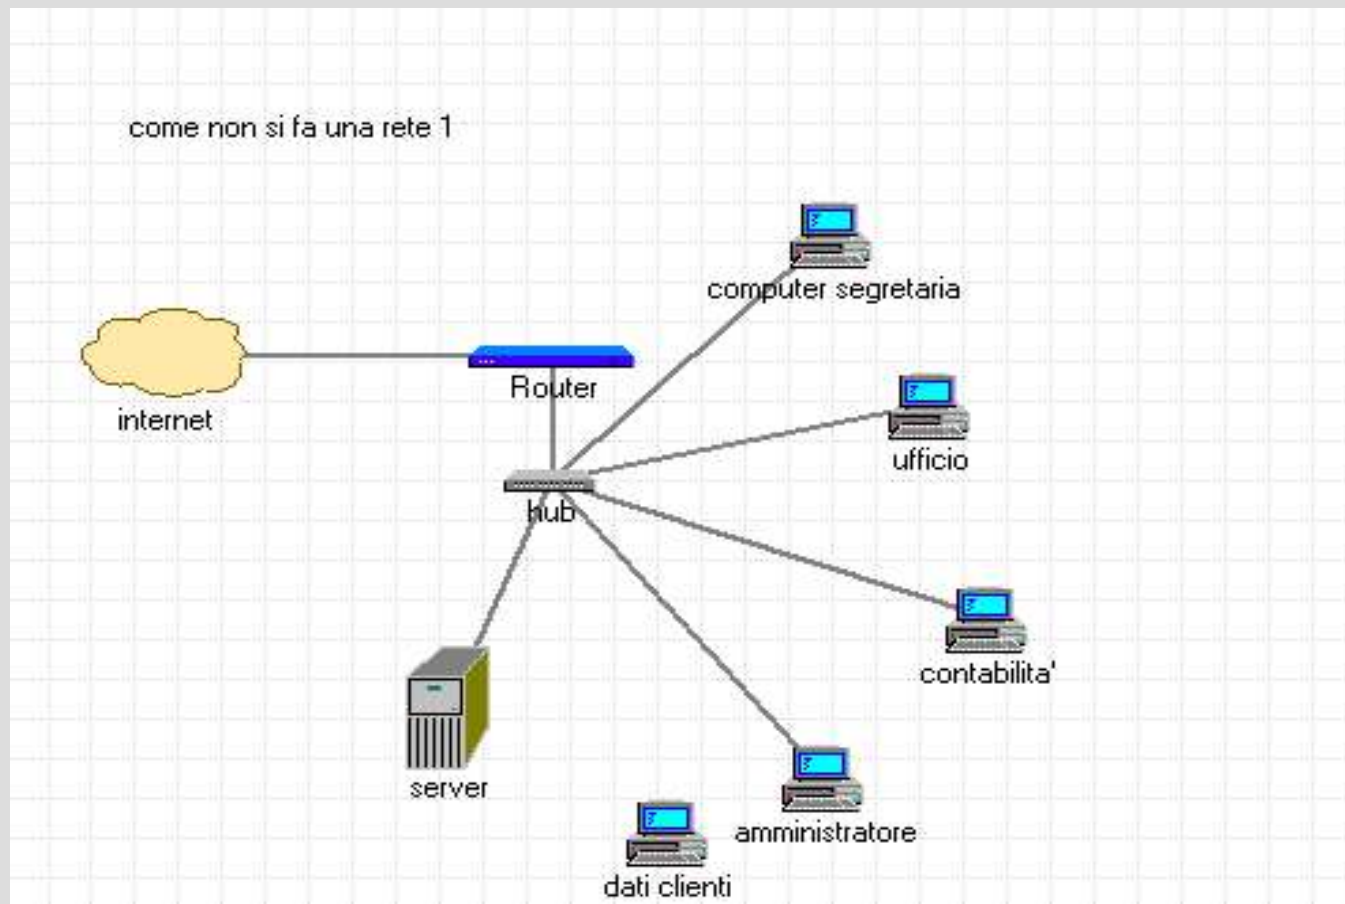 come non si fa una rete 1
computer segretaria
Router
internet
ufficio
hub
contabilita'
server
amministratore
dati clienti